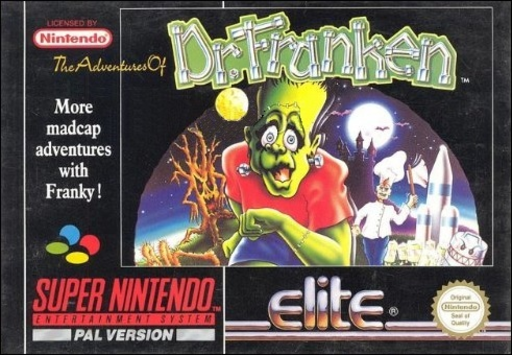 LICENSED BY
Nintendo
The Adventures Of
Dr. Franken
TM
More
madcap
adventures
with
Franky!
SUPER NINTENDO
ENTERTAINMENT SYSTEM
PAL VERSION
elite®
Original
Nintendo
Seal of
Quality